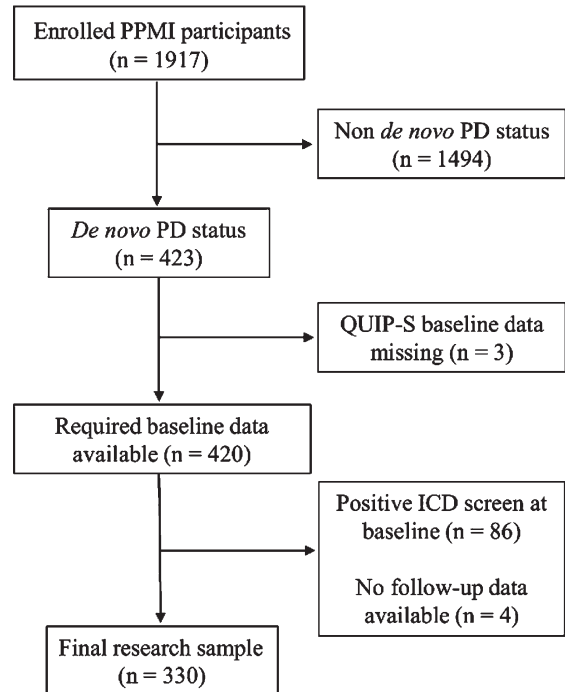 Enrolled PPMI participants
(n = 1917)
Non de novo PD status
(n = 1494)
De novo PD status
(n = 423)
QUIP-S baseline data
missing (n = 3)
Required baseline data
available (n = 420)
Positive ICD screen at
baseline (n = 86)
No follow-up data
available (n = 4)
Final research sample
(n = 330)